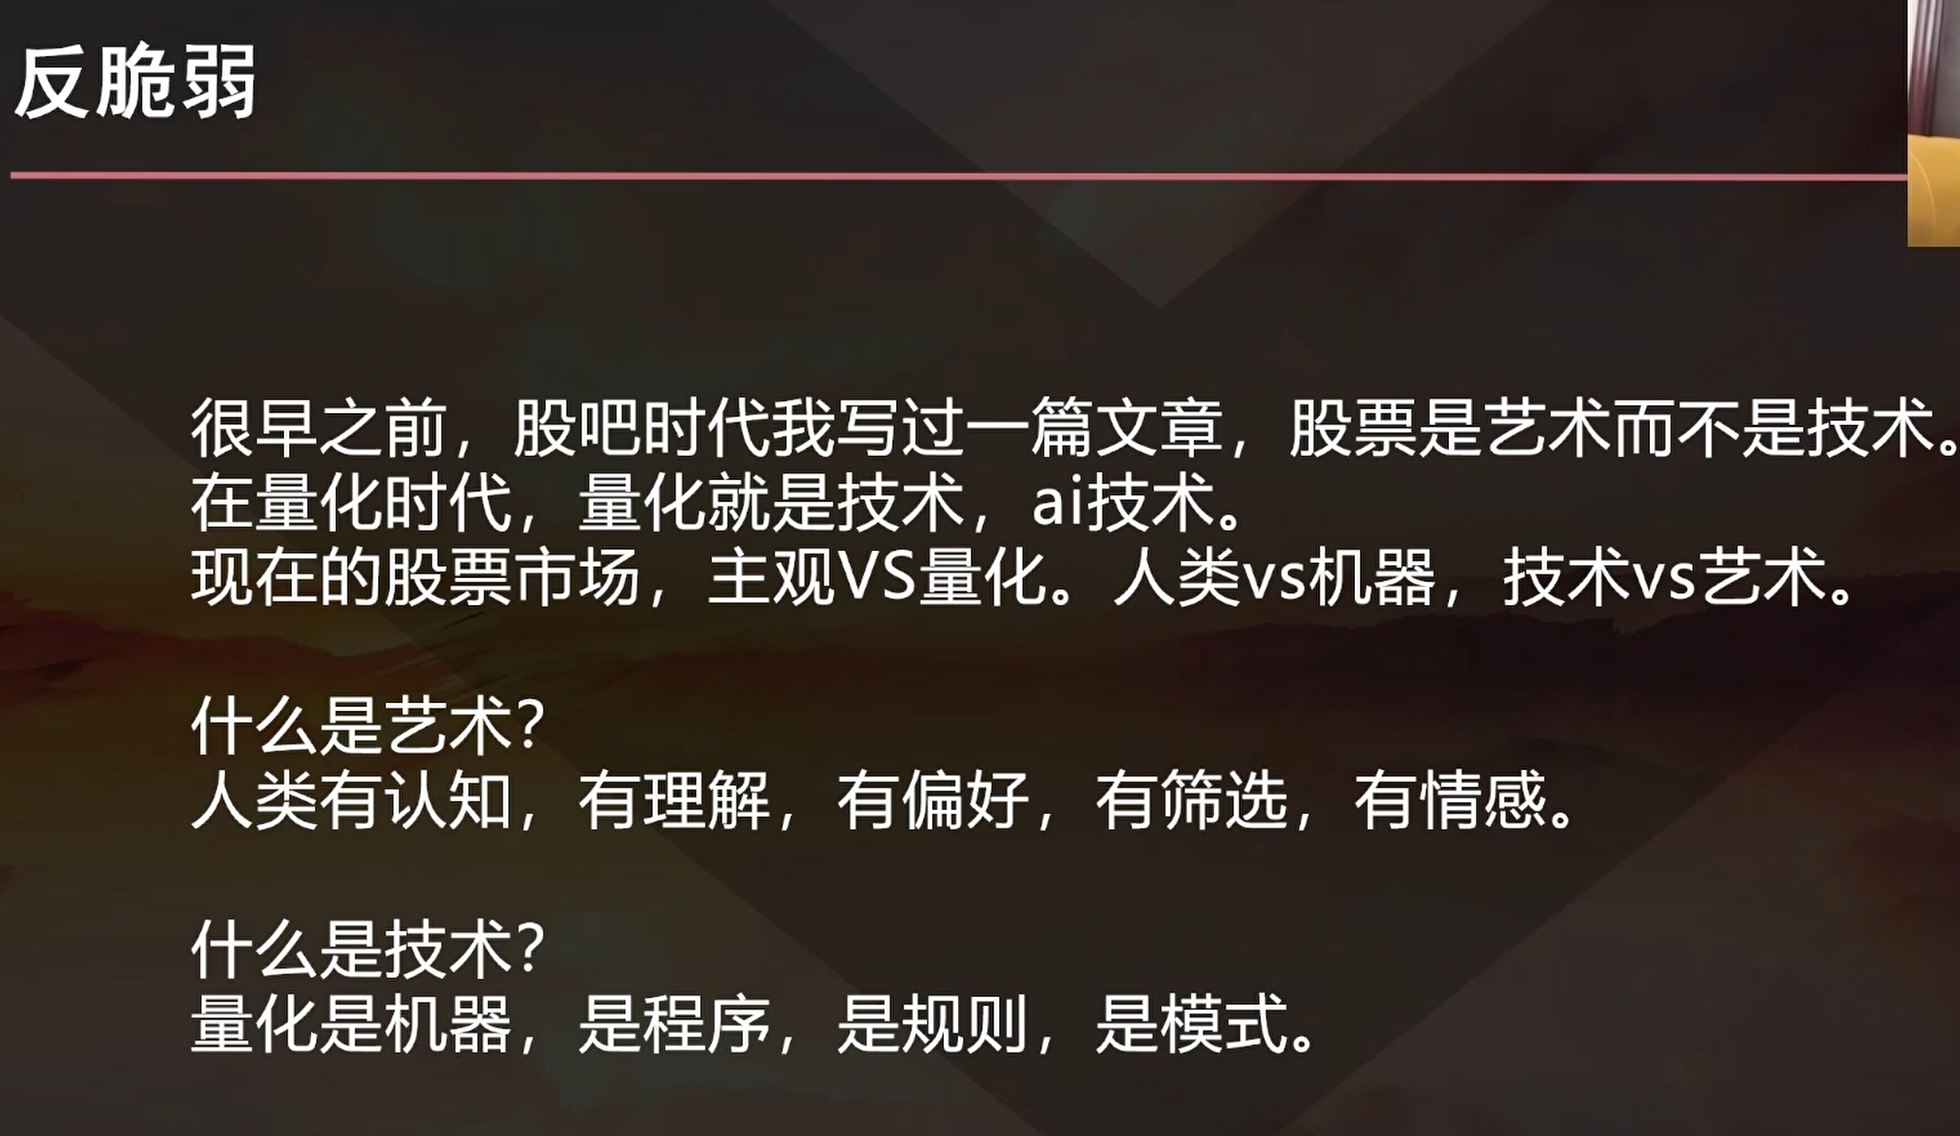 反脆弱
很早之前，股吧时代我写过一篇文章，股票是艺术而不是技术。
在量化时代，量化就是技术，ai技术。
现在的股票市场，主观VS量化。人类vs机器，技术vs艺术。
什么是艺术？
人类有认知，有理解，有偏好，有筛选，有情感。
什么是技术？
量化是机器，是程序，是规则，是模式。